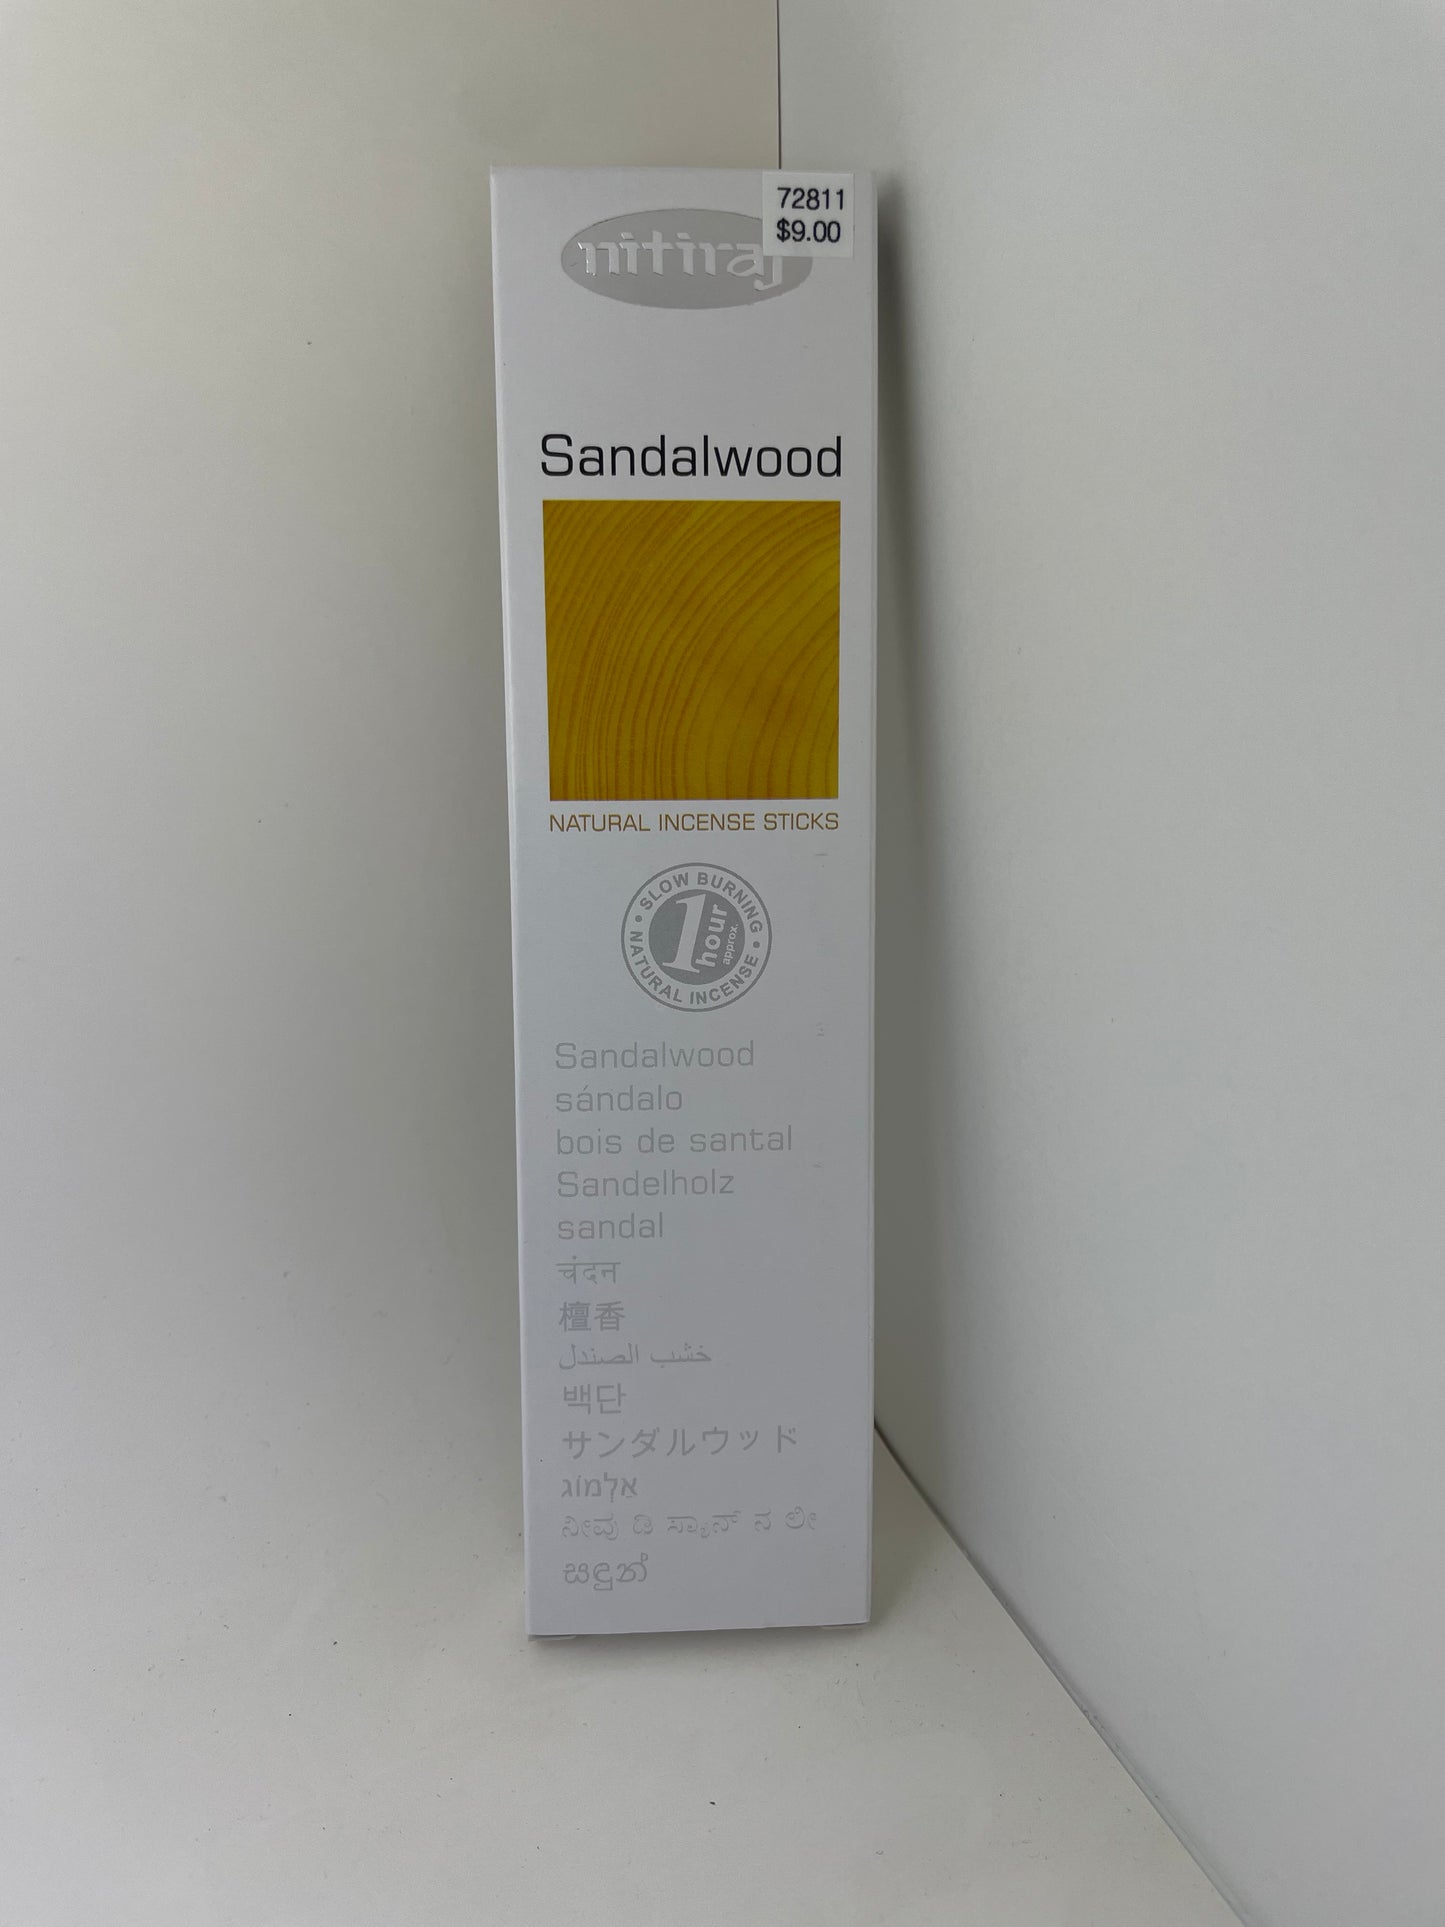 72811
$9.00
nitiraj
Sandalwood
NATURAL INCENSE STICKS
SLOW BURNING
1 hour approx.
NATURAL INCENSE
Sandalwood
sándalo
bois de santal
Sandelholz
sandal
चंदन
檀香
خشب الصندل
백단
サンダルウッド
אַלְמוֹג
ನೀವು ಡಿ ಸ್ಯಾನ್ ನ ಲೀ
සඳුන්